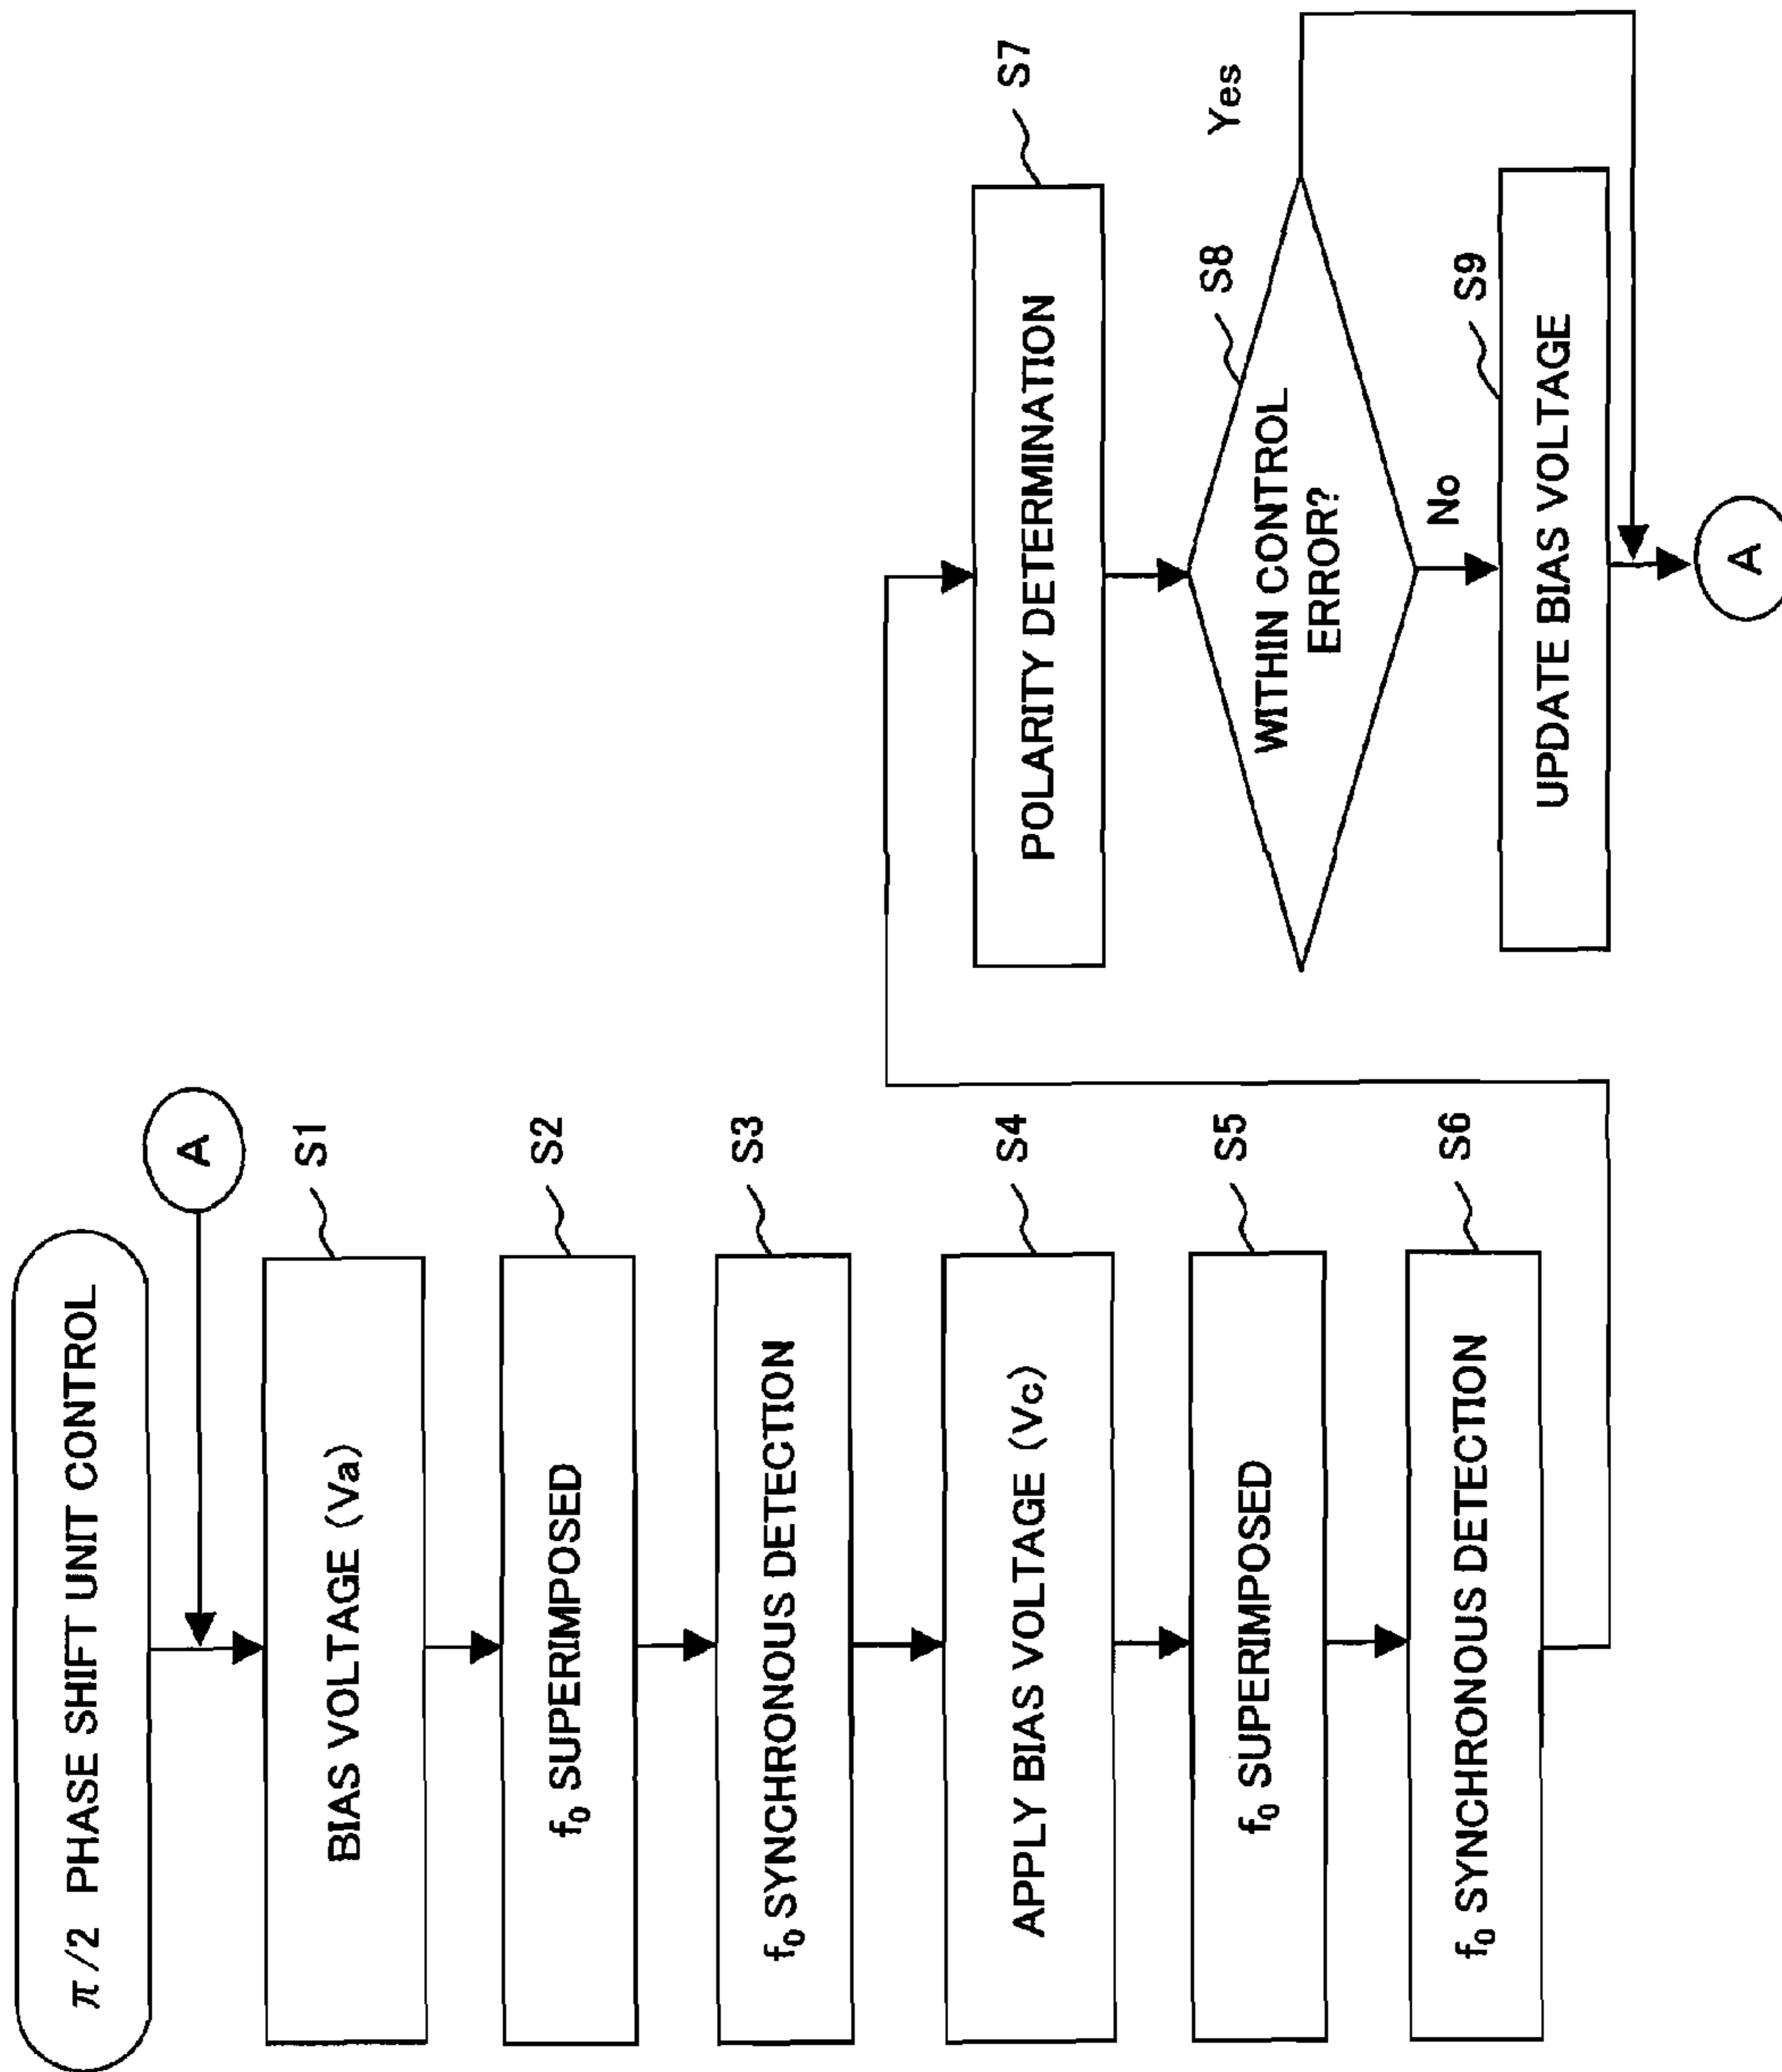 π/2 PHASE SHIFT UNIT CONTROL
A
S1
BIAS VOLTAGE (Va)
S2
f₀ SUPERIMPOSED
S3
f₀ SYNCHRONOUS DETECTION
S4
APPLY BIAS VOLTAGE (Vc)
S5
f₀ SUPERIMPOSED
S6
f₀ SYNCHRONOUS DETECTION
S7
POLARITY DETERMINATION
S8
WITHIN CONTROL
ERROR?
Yes
No
S9
UPDATE BIAS VOLTAGE
A